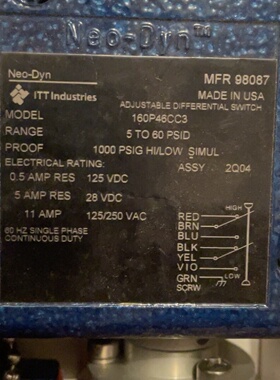 Neo-Dyn™
Neo-Dyn
MFR 98087
ITT Industries
MADE IN USA
ADJUSTABLE DIFFERENTIAL SWITCH
MODEL 160P46CC3
RANGE 5 TO 60 PSID
PROOF 1000 PSIG HI/LOW SIMUL
ELECTRICAL RATING: ASSY 2Q04
0.5 AMP RES 125 VDC
5 AMP RES 28 VDC
11 AMP 125/250 VAC
60 HZ SINGLE PHASE
CONTINUOUS DUTY
HIGH
RED
BRN
BLU
BLK
YEL
VIO
LOW
GRN
SCRW